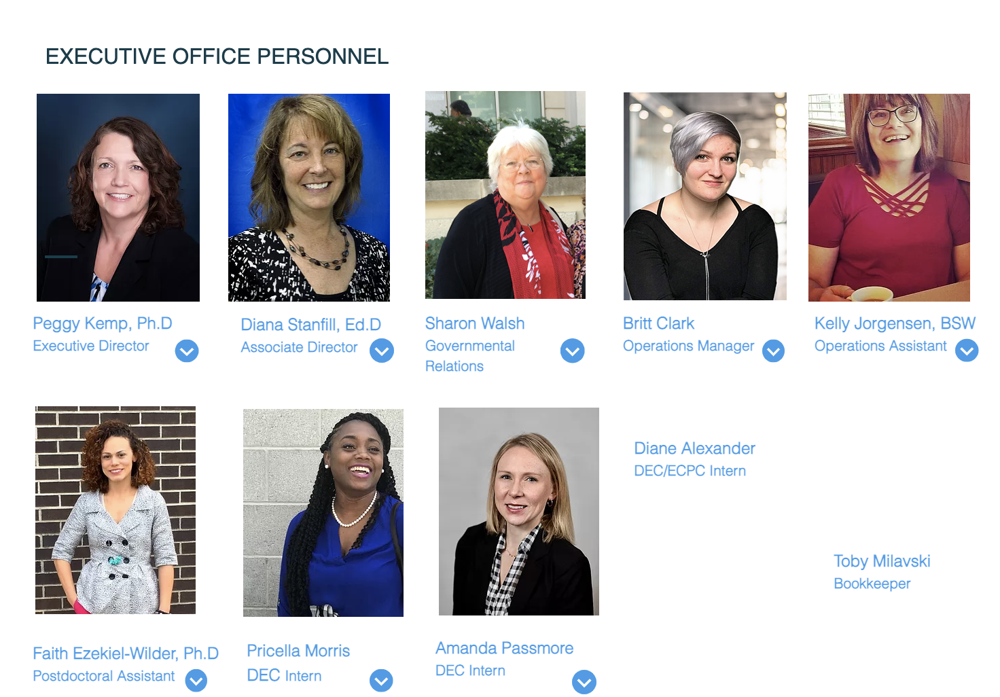 EXECUTIVE OFFICE PERSONNEL
Peggy Kemp, Ph.D
Executive Director
Diana Stanfill, Ed.D
Associate Director
Sharon Walsh
Governmental
Relations
Britt Clark
Operations Manager
Kelly Jorgensen, BSW
Operations Assistant
Faith Ezekiel-Wilder, Ph.D
Postdoctoral Assistant
Pricella Morris
DEC Intern
Amanda Passmore
DEC Intern
Diane Alexander
DEC/ECPC Intern
Toby Milavski
Bookkeeper